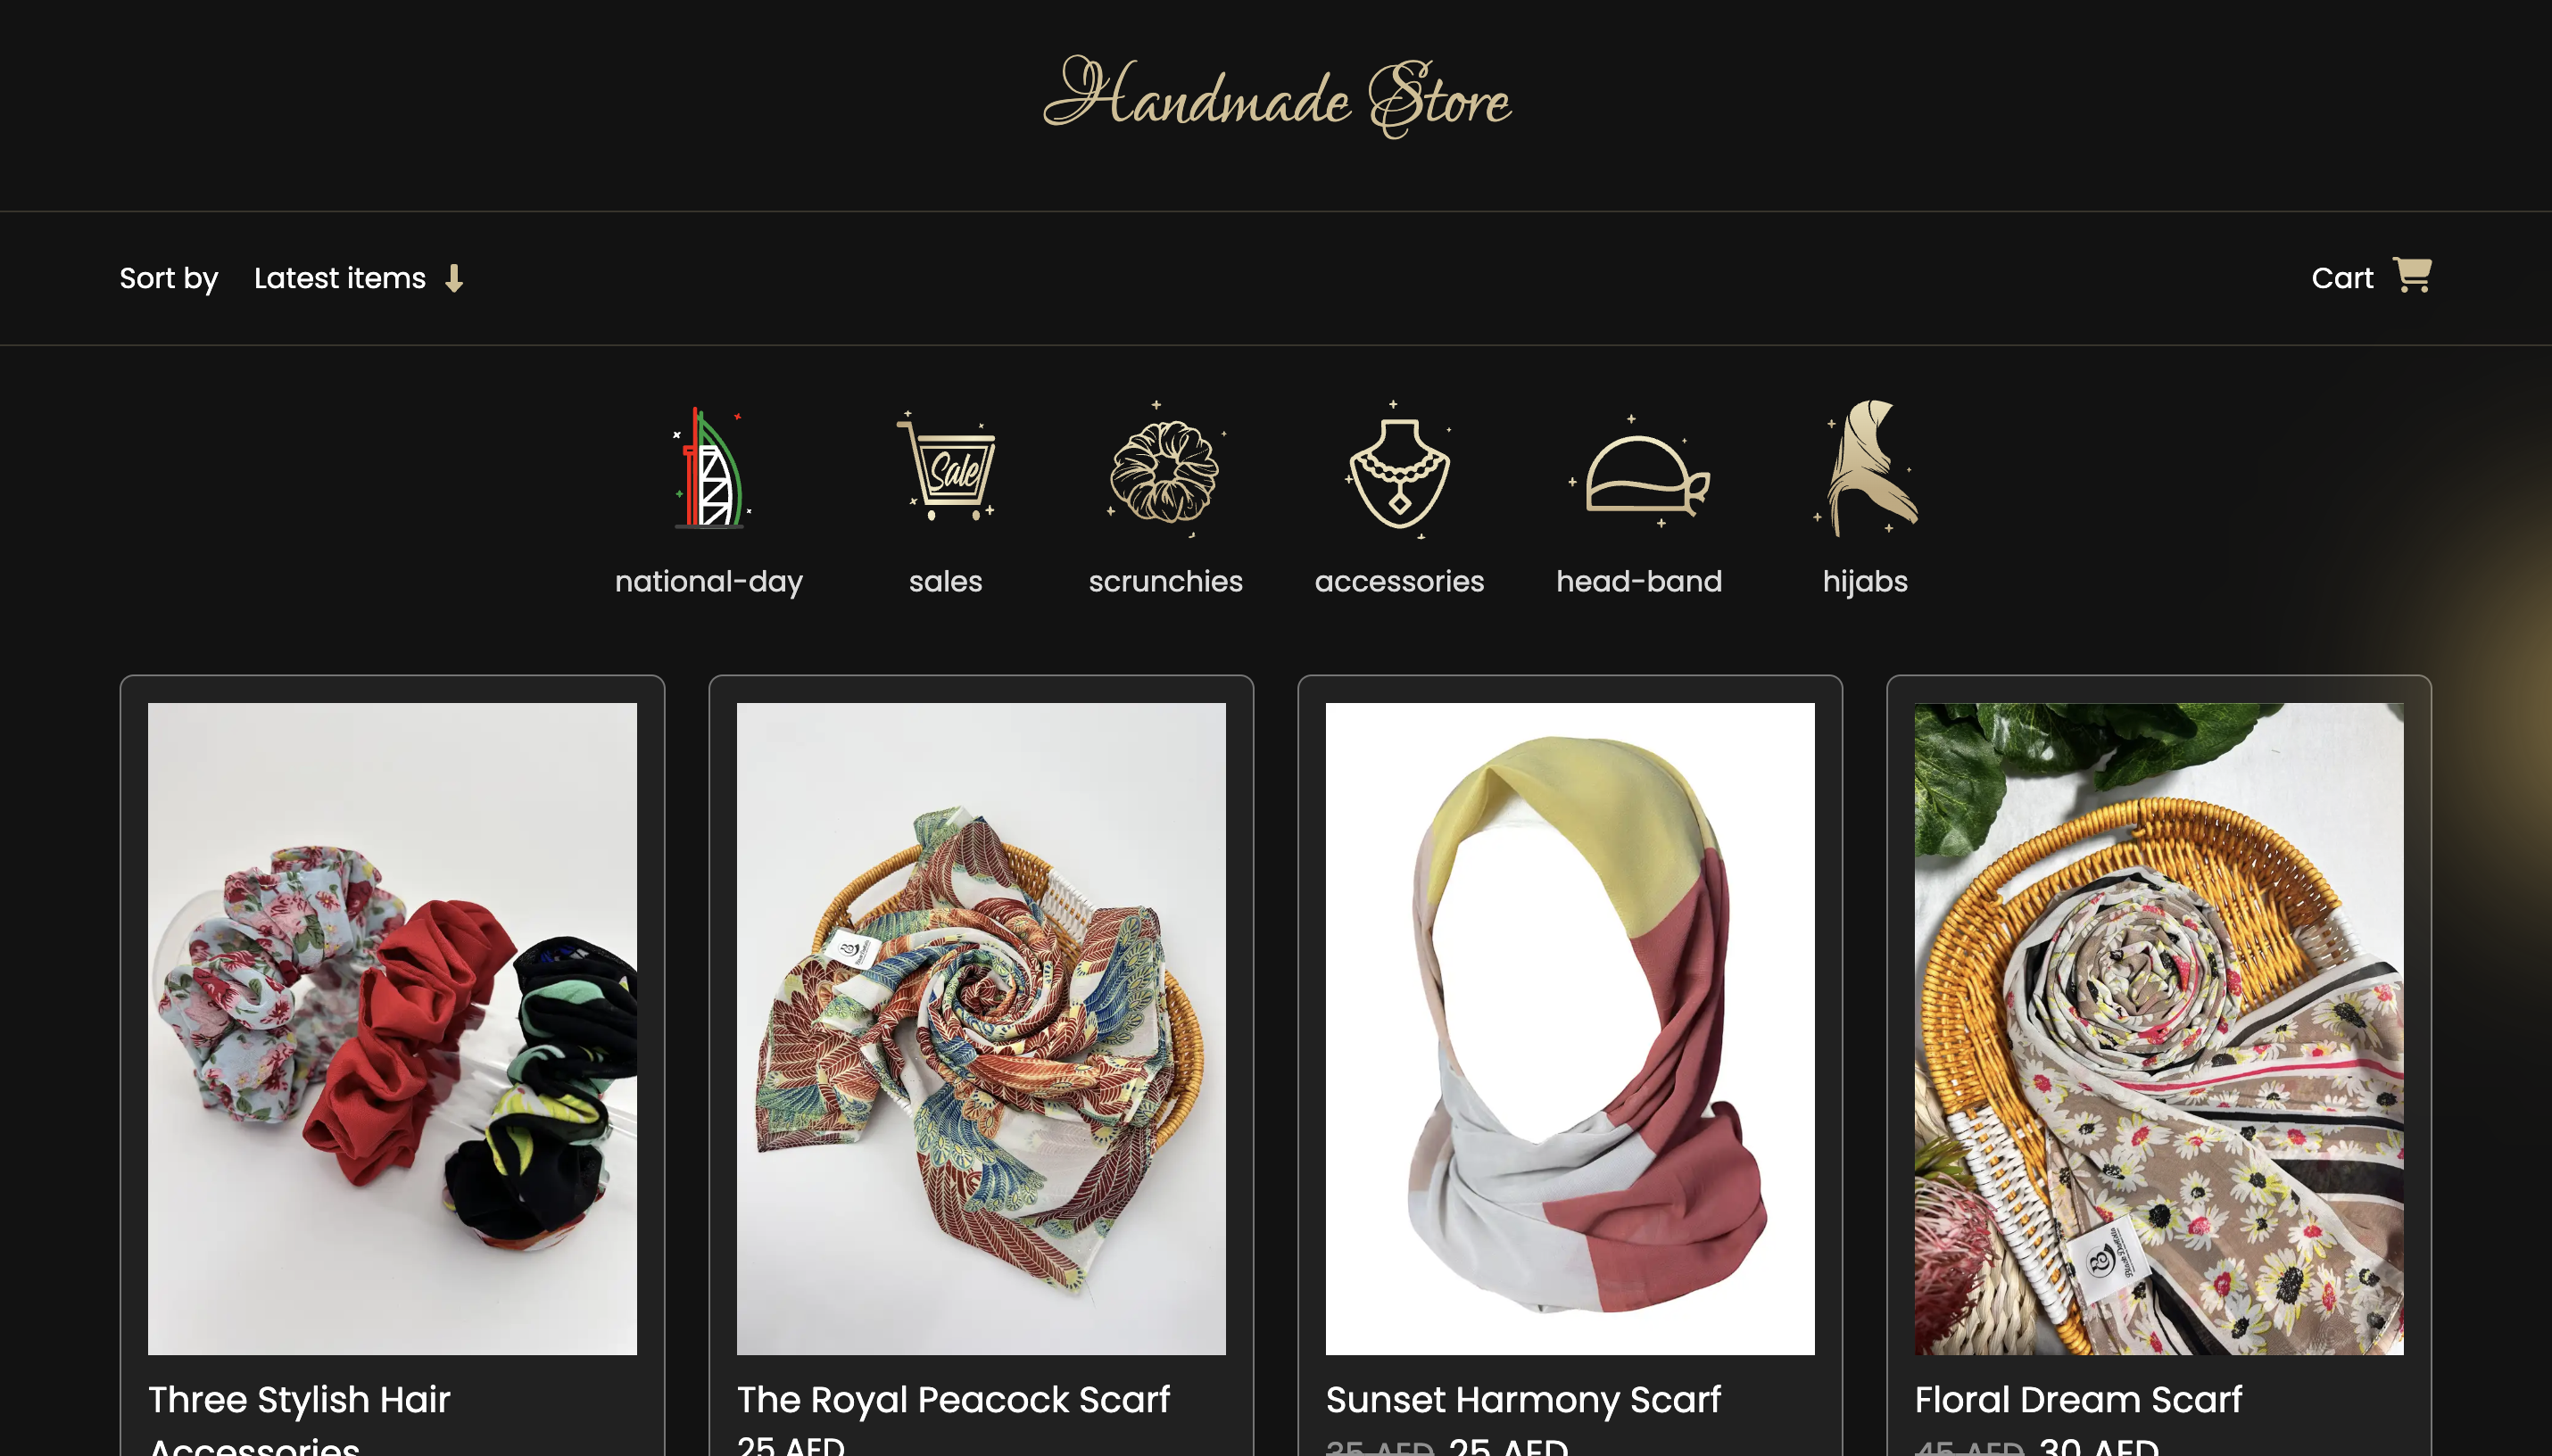 Handmade Store
Sort by Latest items
Cart
Sale
national-day
sales
scrunchies
accessories
head-band
hijabs
Three Stylish Hair
Accessories
The Royal Peacock Scarf
25 AED
Sunset Harmony Scarf
35 AED 25 AED
Floral Dream Scarf
45 AED 30 AED